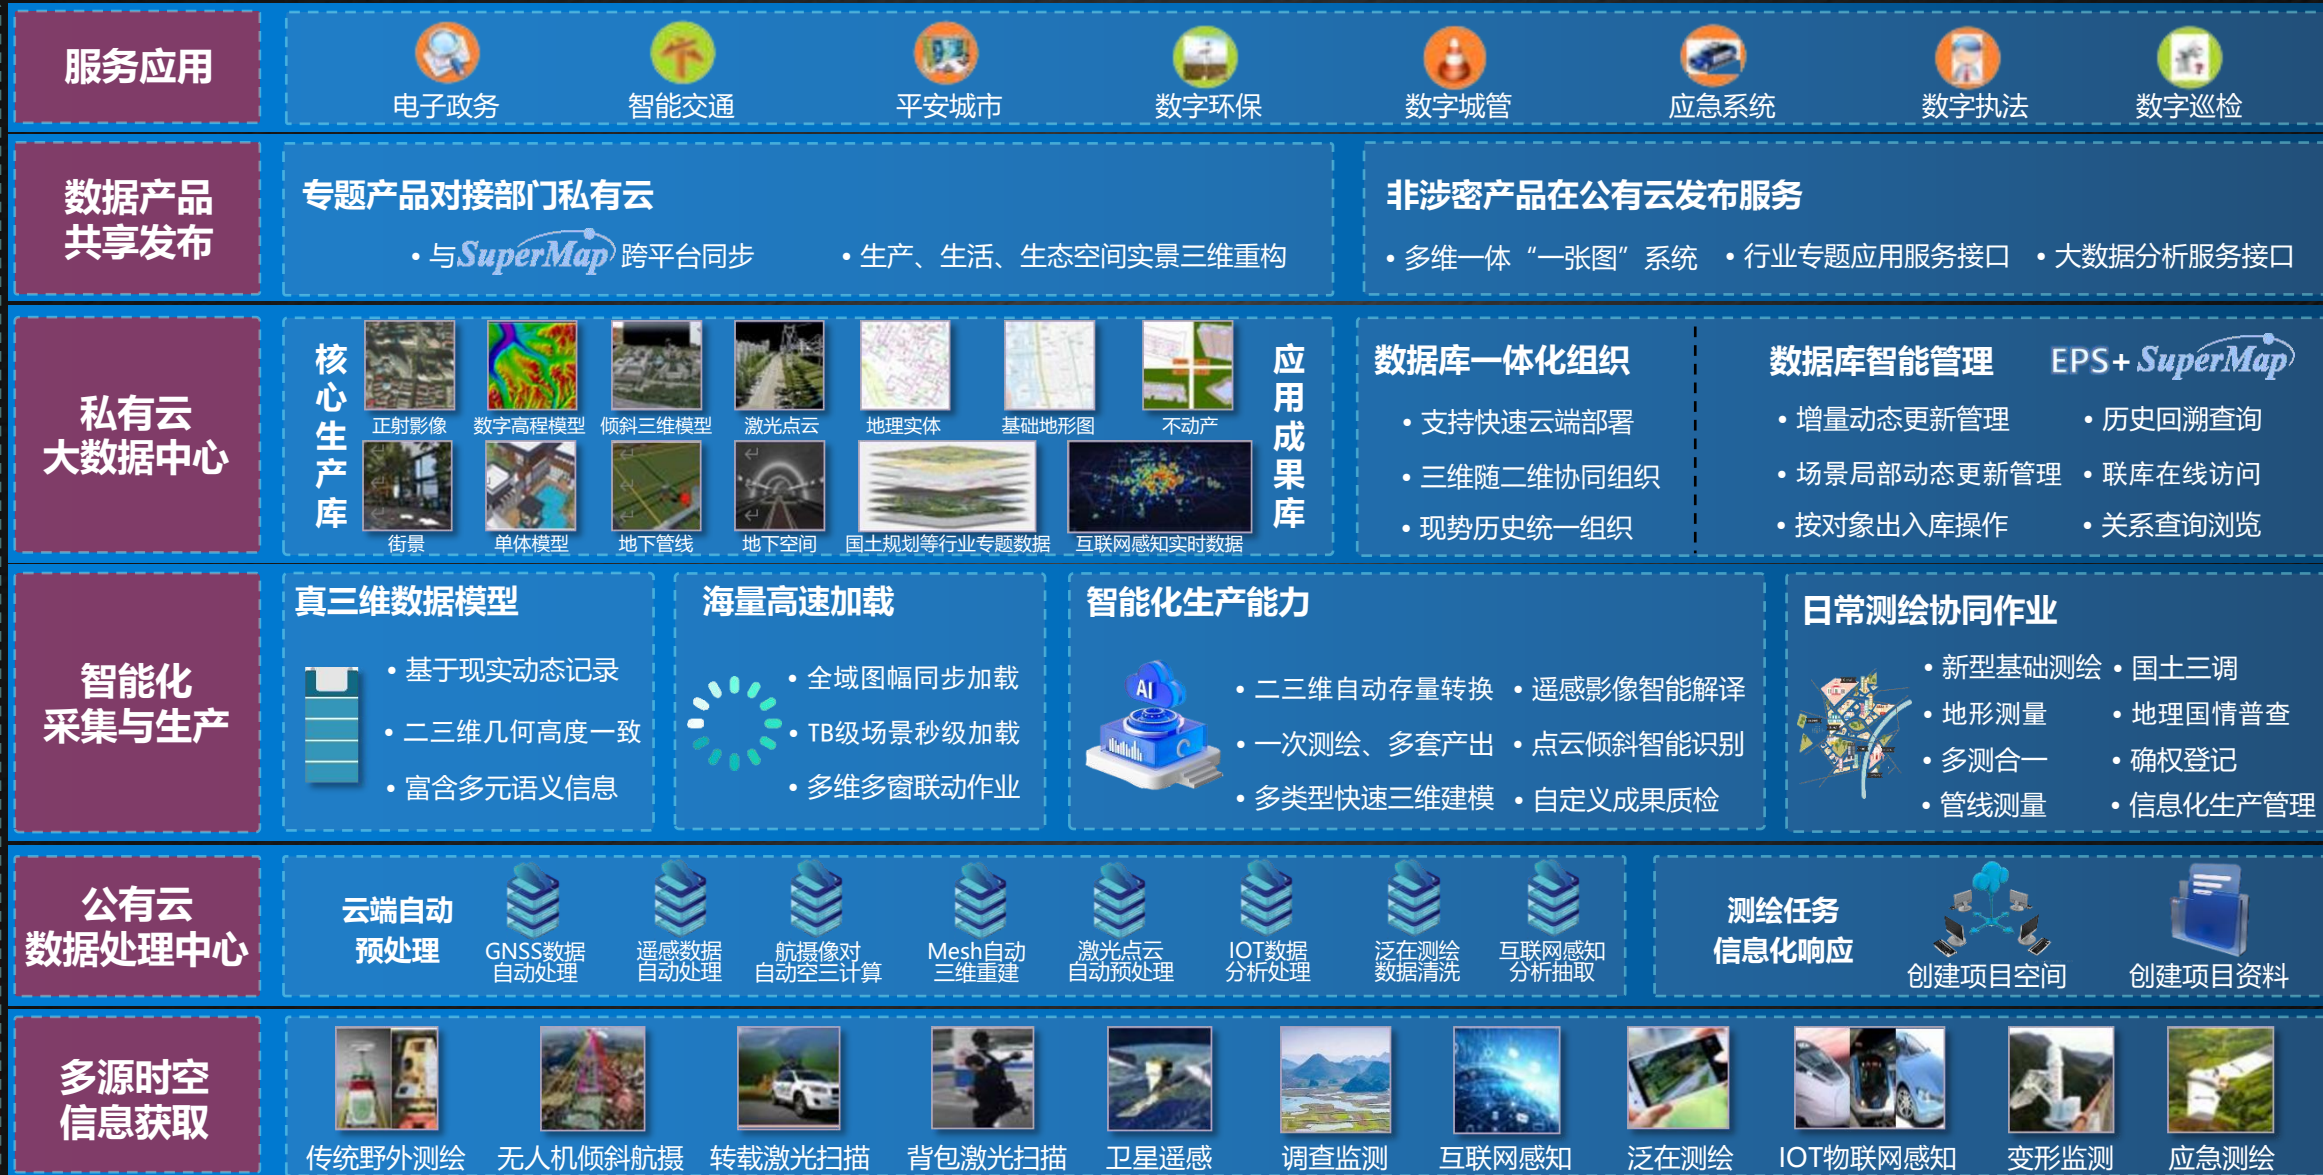 服务应用
电子政务
智能交通
平安城市
数字环保
数字城管
应急系统
数字执法
数字巡检
数据产品
共享发布
专题产品对接部门私有云
• 与SuperMap跨平台同步
• 生产、生活、生态空间实景三维重构
非涉密产品在公有云发布服务
• 多维一体“一张图”系统
• 行业专题应用服务接口
• 大数据分析服务接口
私有云
大数据中心
核心生产库
正射影像
数字高程模型
倾斜三维模型
激光点云
地理实体
基础地形图
不动产
街景
单体模型
地下管线
地下空间
国土规划等行业专题数据
互联网感知实时数据
应用成果库
数据库一体化组织
• 支持快速云端部署
• 三维随二维协同组织
• 现势历史统一组织
数据库智能管理
EPS+SuperMap
• 增量动态更新管理
• 历史回溯查询
• 场景局部动态更新管理
• 联库在线访问
• 按对象出入库操作
• 关系查询浏览
智能化
采集与生产
真三维数据模型
• 基于现实动态记录
• 二三维几何高度一致
• 富含多元语义信息
海量高速加载
• 全域图幅同步加载
• TB级场景秒级加载
• 多维多窗联动作业
智能化生产能力
AI
• 二三维自动存量转换
• 遥感影像智能解译
• 一次测绘、多套产出
• 点云倾斜智能识别
• 多类型快速三维建模
• 自定义成果质检
日常测绘协同作业
• 新型基础测绘
• 国土三调
• 地形测量
• 地理国情普查
• 多测合一
• 确权登记
• 管线测量
• 信息化生产管理
公有云
数据处理中心
云端自动
预处理
GNSS数据
自动处理
遥感数据
自动处理
航摄像对
自动空三计算
Mesh自动
三维重建
激光点云
自动预处理
IOT数据
分析处理
泛在测绘
数据清洗
互联网感知
分析抽取
测绘任务
信息化响应
创建项目空间
创建项目资料
多源时空
信息获取
传统野外测绘
无人机倾斜航摄
转载激光扫描
背包激光扫描
卫星遥感
调查监测
互联网感知
泛在测绘
IOT物联网感知
变形监测
应急测绘